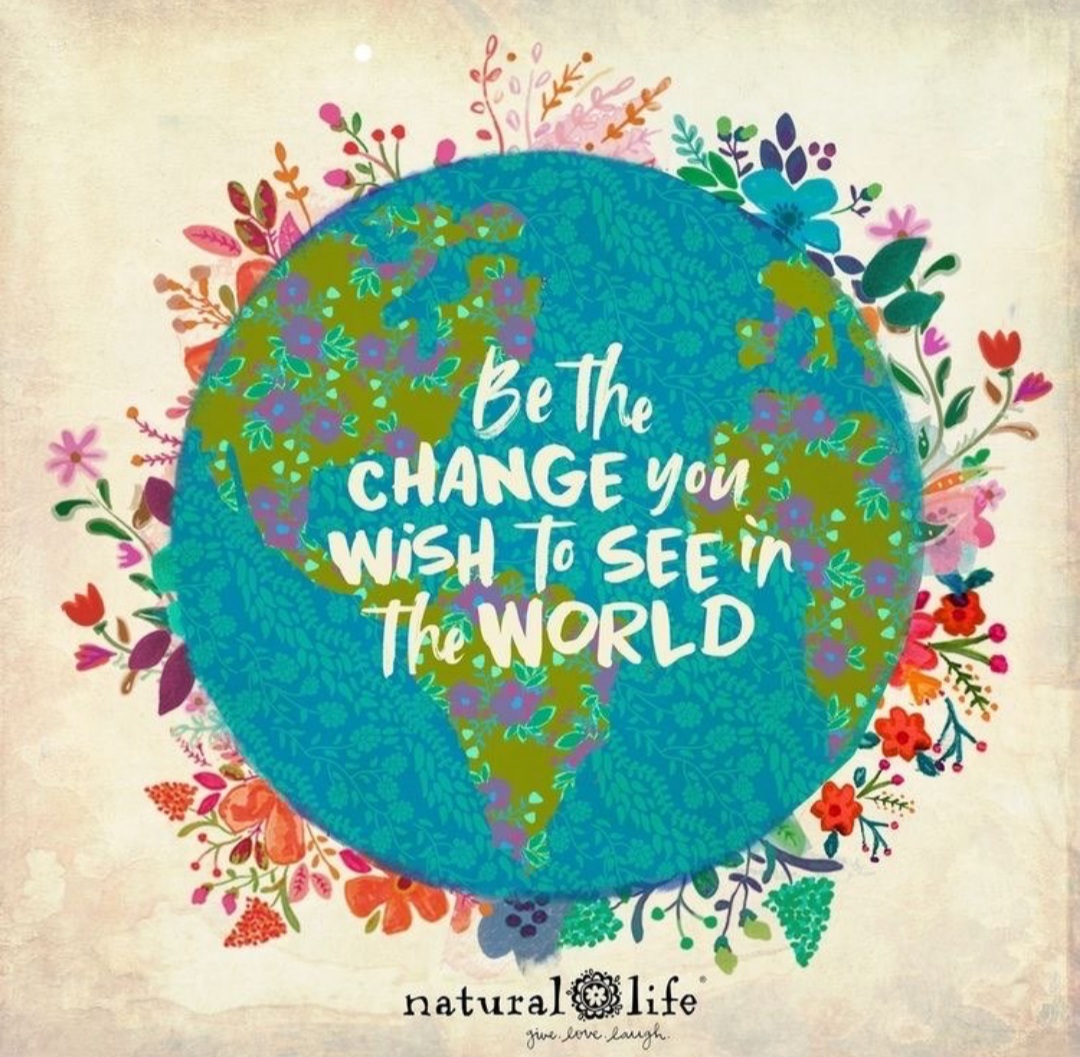 Be the
CHANGE you
WiSH To SEE in
The WORLD
natural life®
give.love.laugh.